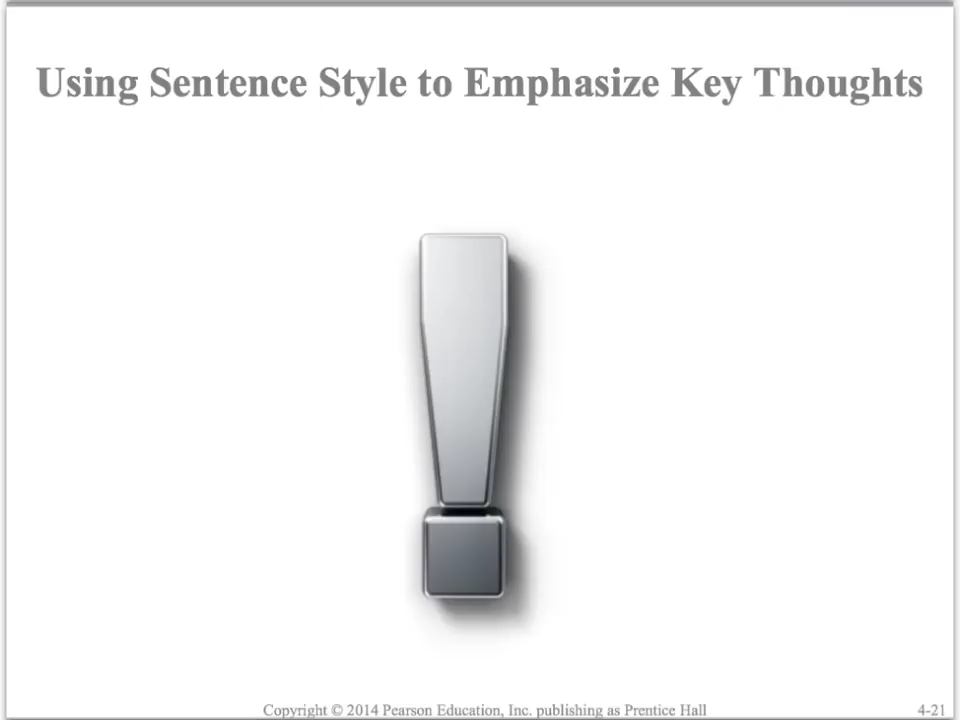 Using Sentence Style to Emphasize Key Thoughts
!
Copyright © 2014 Pearson Education, Inc. publishing as Prentice Hall
4-21